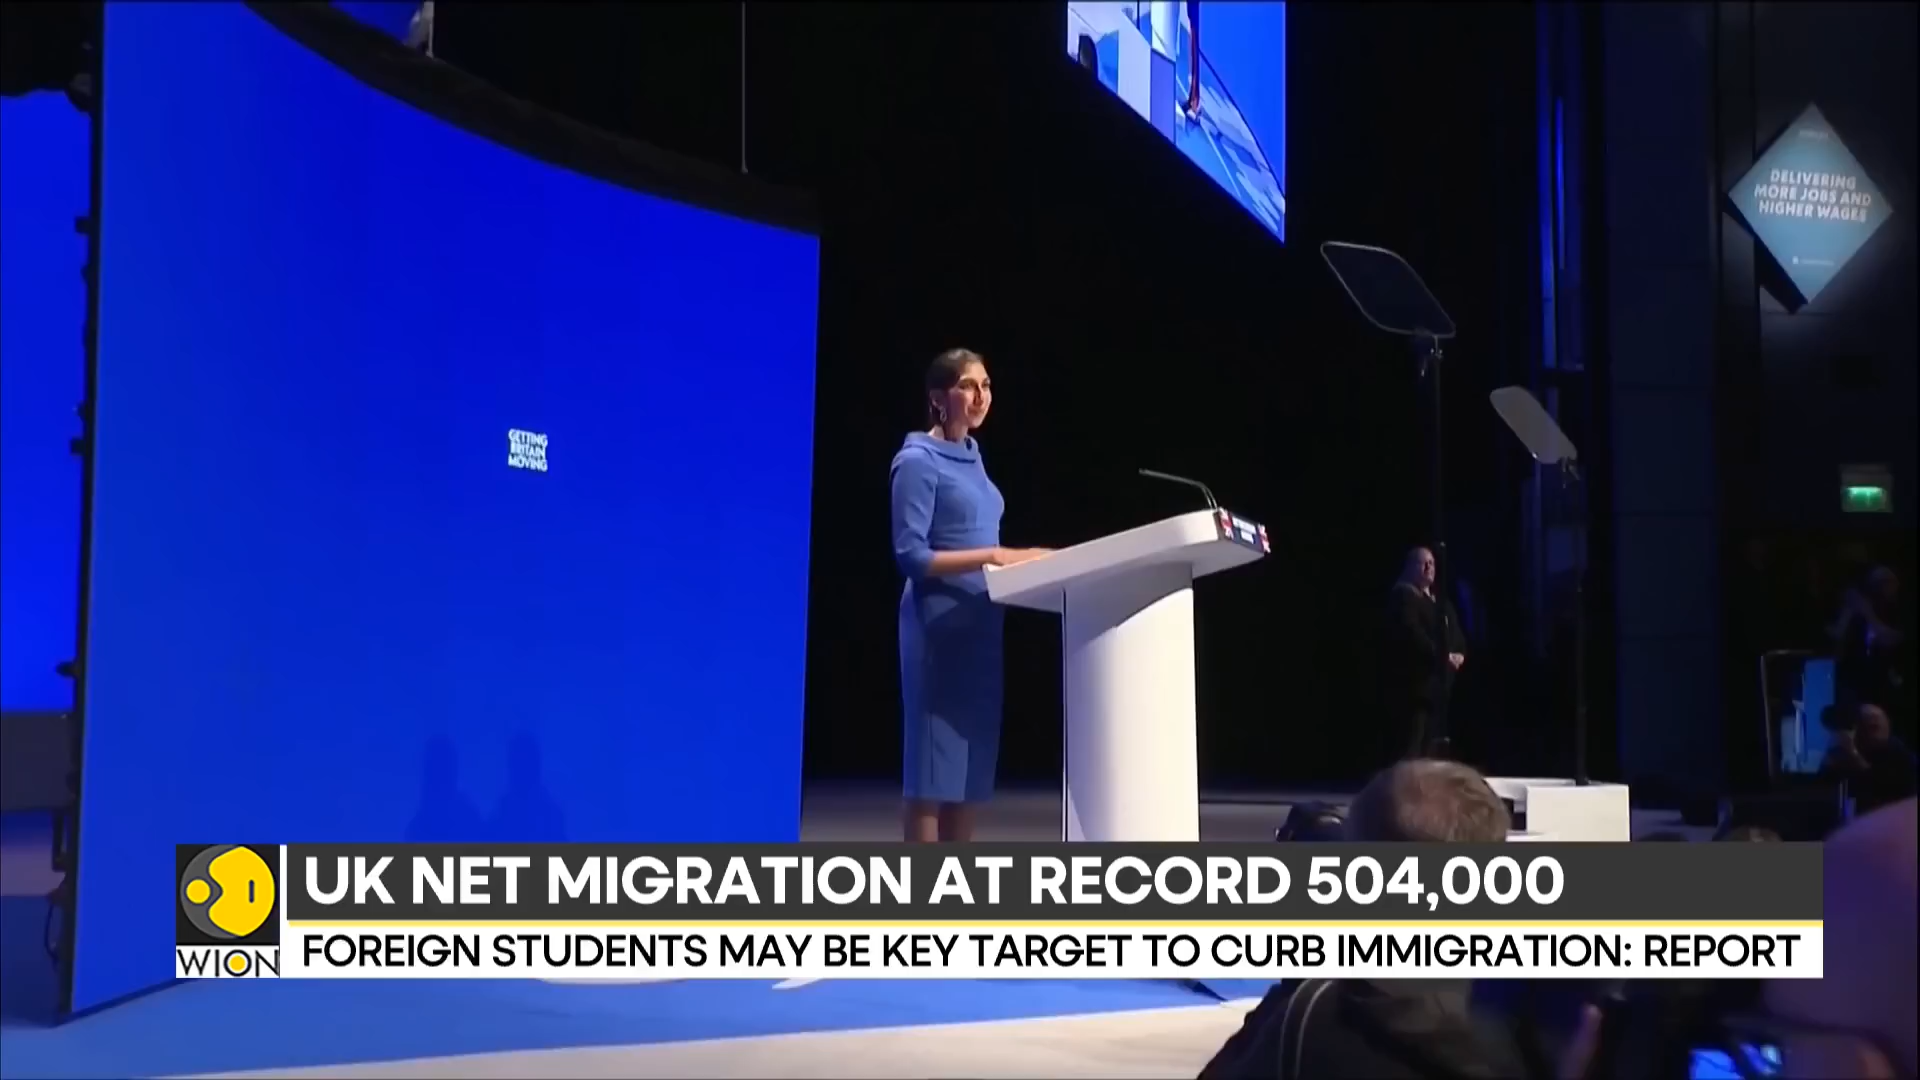 DELIVERING
MORE JOBS AND
HIGHER WAGES
GETTING
BRITAIN
MOVING
UK NET MIGRATION AT RECORD 504,000
FOREIGN STUDENTS MAY BE KEY TARGET TO CURB IMMIGRATION: REPORT
WION